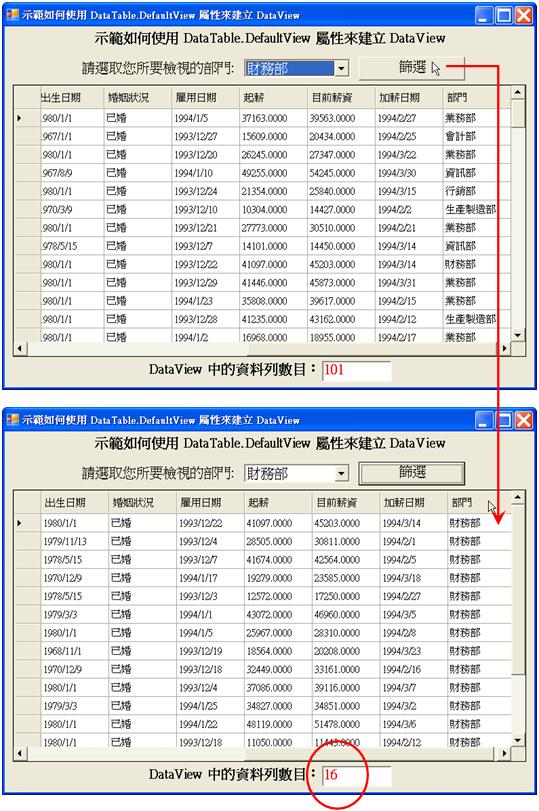 示範如何使用 DataTable.DefaultView 屬性來建立 DataView
示範如何使用 DataTable.DefaultView 屬性來建立 DataView
請選取您所要檢視的部門: 財務部 篩選
出生日期 婚姻狀況 雇用日期 起薪 目前薪資 加薪日期 部門
980/1/1 已婚 1994/1/5 37163.0000 39563.0000 1994/2/27 業務部
967/1/1 已婚 1993/12/27 15609.0000 20434.0000 1994/2/25 會計部
980/1/1 已婚 1993/12/20 26245.0000 27347.0000 1994/3/22 業務部
967/8/9 已婚 1994/1/10 49255.0000 54245.0000 1994/3/30 資訊部
980/1/1 已婚 1993/12/24 21354.0000 25840.0000 1994/3/15 行銷部
970/3/9 已婚 1993/12/10 10304.0000 14427.0000 1994/2/2 生產製造部
980/1/1 已婚 1993/12/21 27773.0000 30510.0000 1994/2/21 業務部
978/5/15 已婚 1993/12/7 14101.0000 14450.0000 1994/3/14 資訊部
980/1/1 已婚 1993/12/22 41097.0000 45203.0000 1994/3/14 財務部
980/1/1 已婚 1993/12/29 41446.0000 45873.0000 1994/3/31 業務部
980/1/1 已婚 1994/1/23 35808.0000 39617.0000 1994/2/15 業務部
980/1/1 已婚 1993/12/28 41235.0000 43162.0000 1994/2/12 生產製造部
980/1/1 已婚 1994/1/2 16968.0000 18955.0000 1994/2/17 業務部
DataView 中的資料列數目： 101
示範如何使用 DataTable.DefaultView 屬性來建立 DataView
示範如何使用 DataTable.DefaultView 屬性來建立 DataView
請選取您所要檢視的部門: 財務部 篩選
出生日期 婚姻狀況 雇用日期 起薪 目前薪資 加薪日期 部門
1980/1/1 已婚 1993/12/22 41097.0000 45203.0000 1994/3/14 財務部
1979/11/13 已婚 1993/12/4 28505.0000 30811.0000 1994/2/1 財務部
1978/5/15 已婚 1993/12/7 41674.0000 42564.0000 1994/2/5 財務部
1970/12/9 已婚 1994/1/17 19279.0000 23585.0000 1994/3/18 財務部
1978/5/15 已婚 1993/12/3 12572.0000 17250.0000 1994/2/27 財務部
1979/3/3 已婚 1994/1/1 43072.0000 46960.0000 1994/3/5 財務部
1980/1/1 已婚 1994/1/5 25967.0000 28310.0000 1994/2/8 財務部
1968/11/1 已婚 1993/12/19 18564.0000 20208.0000 1994/3/23 財務部
1970/12/9 已婚 1993/12/18 32449.0000 33161.0000 1994/2/16 財務部
1980/1/1 已婚 1993/12/4 37086.0000 39116.0000 1994/3/7 財務部
1979/3/3 已婚 1994/1/25 34827.0000 34851.0000 1994/3/2 財務部
1980/1/1 已婚 1994/1/22 48119.0000 51478.0000 1994/3/6 財務部
1980/1/1 已婚 1993/12/18 11050.0000 11443.0000 1994/2/12 財務部
DataView 中的資料列數目： 16